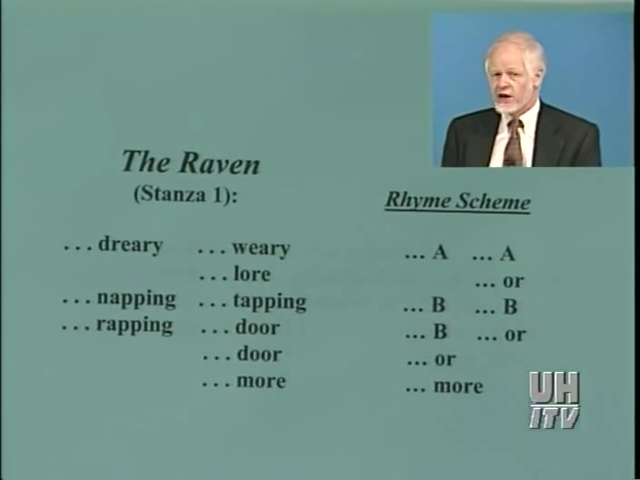 The Raven
(Stanza 1):
Rhyme Scheme
...dreary ...weary ...A ...A
...lore ...or
...napping ...tapping ...B ...B
...rapping ...door ...B ...or
...door ...or
...more ...more
UH
ITV